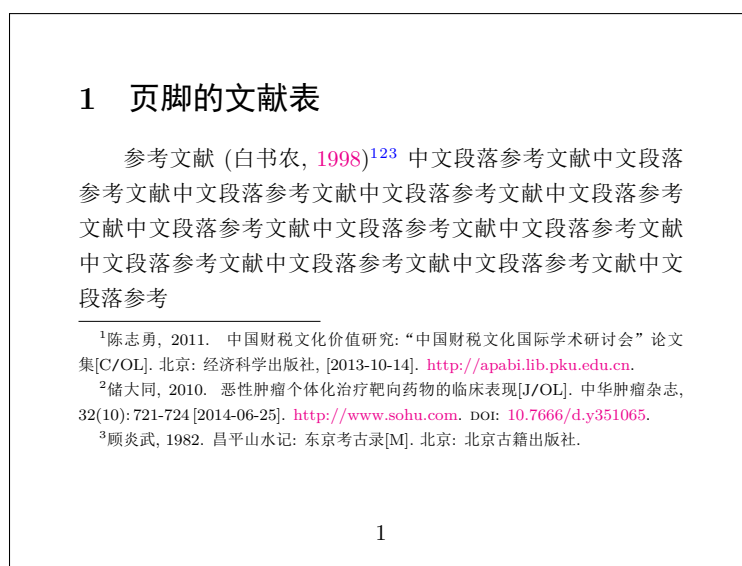 1 页脚的文献表
参考文献 (白书农, 1998)¹²³ 中文段落参考文献中文段落
参考文献中文段落参考文献中文段落参考文献中文段落参考
文献中文段落参考文献中文段落参考文献中文段落参考文献
中文段落参考文献中文段落参考文献中文段落参考文献中文
段落参考
¹陈志勇, 2011. 中国财税文化价值研究: “中国财税文化国际学术研讨会” 论文
集[C/OL]. 北京: 经济科学出版社, [2013-10-14]. http://apabi.lib.pku.edu.cn.
²储大同, 2010. 恶性肿瘤个体化治疗靶向药物的临床表现[J/OL]. 中华肿瘤杂志,
32(10): 721-724 [2014-06-25]. http://www.sohu.com. DOI: 10.7666/d.y351065.
³顾炎武, 1982. 昌平山水记: 东京考古录[M]. 北京: 北京古籍出版社.
1